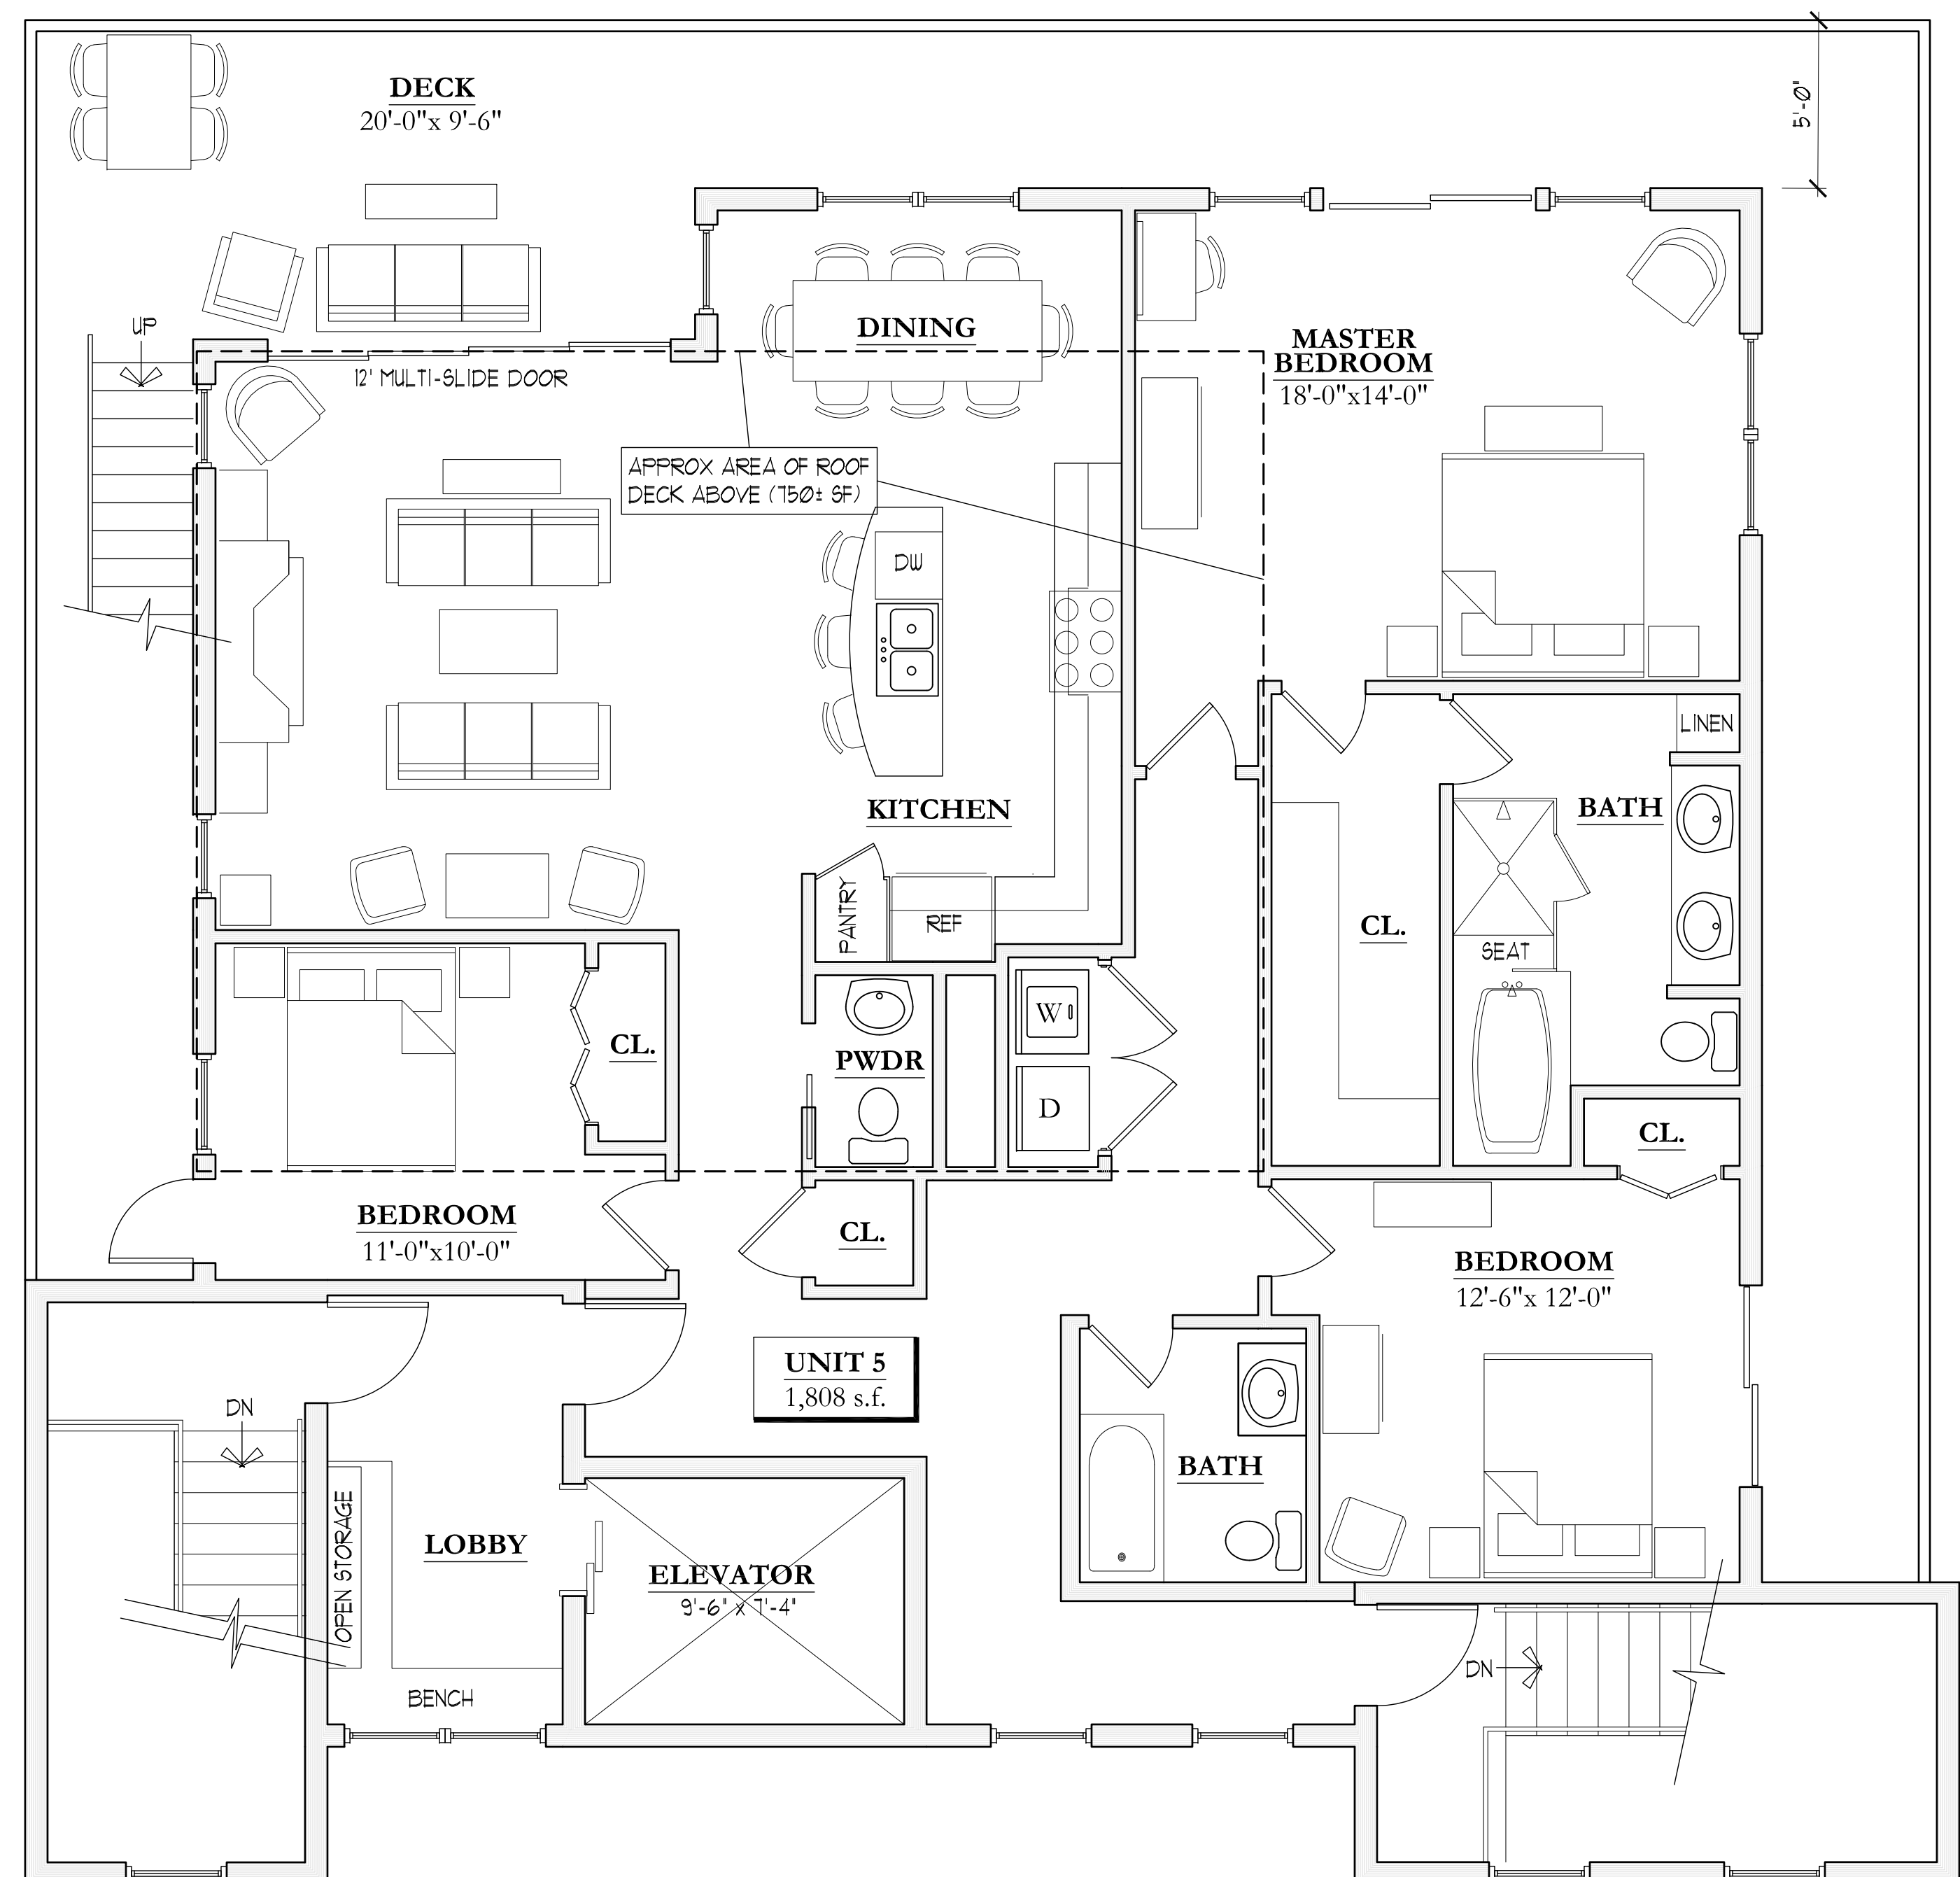 DECK
20'-0"x 9'-6"
5'-0"
UP
12' MULTI-SLIDE DOOR
DINING
MASTER
BEDROOM
18'-0"x14'-0"
APPROX AREA OF ROOF
DECK ABOVE (750± SF)
DW
LINEN
KITCHEN
BATH
PANTRY
REF
CL.
SEAT
W
CL.
PWDR
D
CL.
BEDROOM
11'-0"x10'-0"
CL.
BEDROOM
12'-6"x 12'-0"
UNIT 5
1,808 s.f.
DN
BATH
OPEN STORAGE
LOBBY
ELEVATOR
9'-6" x 7'-4"
DN
BENCH